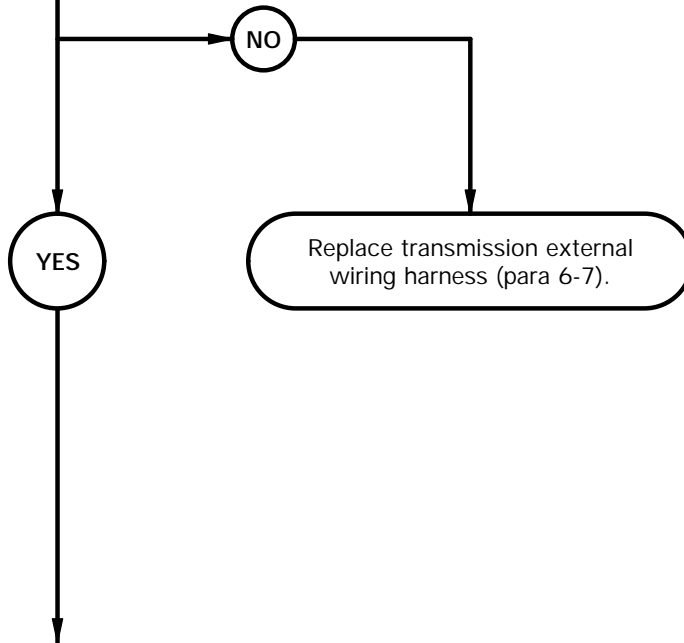 NO
YES
Replace transmission external
wiring harness (para 6-7).